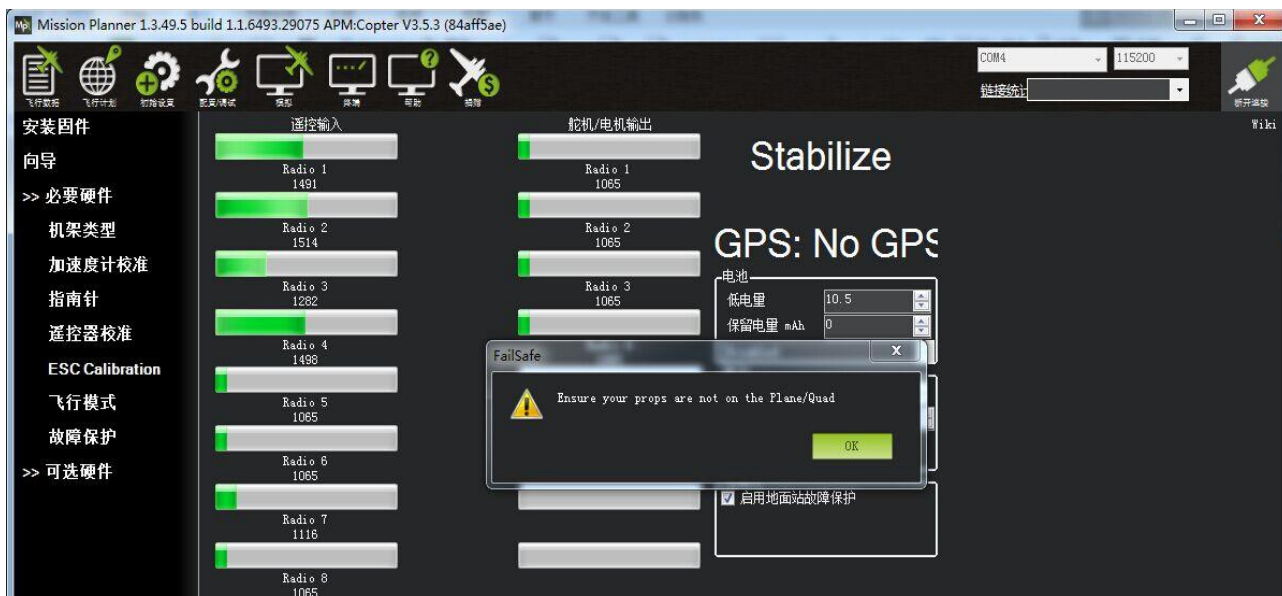 Mission Planner 1.3.49.5 build 1.1.6493.29075 APM:Copter V3.5.3 (84aff5ae)
飞行数据 飞行计划 初始设置 配置/调试 模拟 终端 帮助 捐赠
COM4 115200
链接统计
断开连接
Wiki
安装固件
向导
>> 必要硬件
机架类型
加速度计校准
指南针
遥控器校准
ESC Calibration
飞行模式
故障保护
>> 可选硬件
遥控输入
Radio 1
1491
Radio 2
1514
Radio 3
1282
Radio 4
1498
Radio 5
1065
Radio 6
1065
Radio 7
1116
Radio 8
1065
舵机/电机输出
Radio 1
1065
Radio 2
1065
Radio 3
1065
Stabilize
GPS: No GPS
电池
低电量 10.5
保留电量 mAh 0
FailSafe
Ensure your props are not on the Plane/Quad
OK
启用地面站故障保护